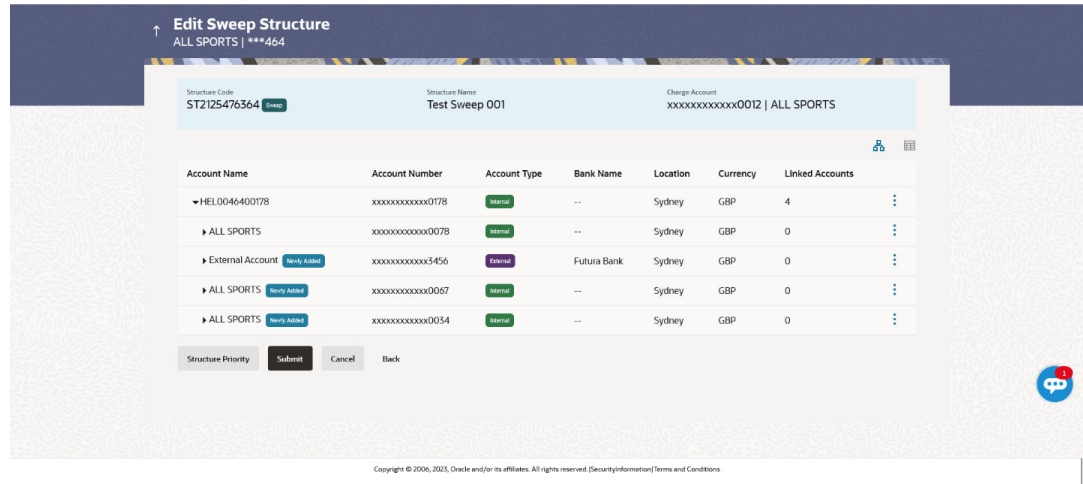 Edit Sweep Structure
ALL SPORTS | ***464
Structure Code Structure Name Charge Account
ST2125476364 Sweep Test Sweep 001 xxxxxxxxxxxx0012 | ALL SPORTS
Account Name Account Number Account Type Bank Name Location Currency Linked Accounts
HEL0046400178 xxxxxxxxxxxx0178 Internal -- Sydney GBP 4
ALL SPORTS xxxxxxxxxxxx0078 Internal -- Sydney GBP 0
External Account Newly Added xxxxxxxxxxxx3456 External Futura Bank Sydney GBP 0
ALL SPORTS Newly Added xxxxxxxxxxxx0067 Internal -- Sydney GBP 0
ALL SPORTS Newly Added xxxxxxxxxxxx0034 Internal -- Sydney GBP 0
Structure Priority Submit Cancel Back
1
Copyright © 2006, 2023, Oracle and/or its affiliates. All rights reserved.|SecurityInformation|Terms and Conditions